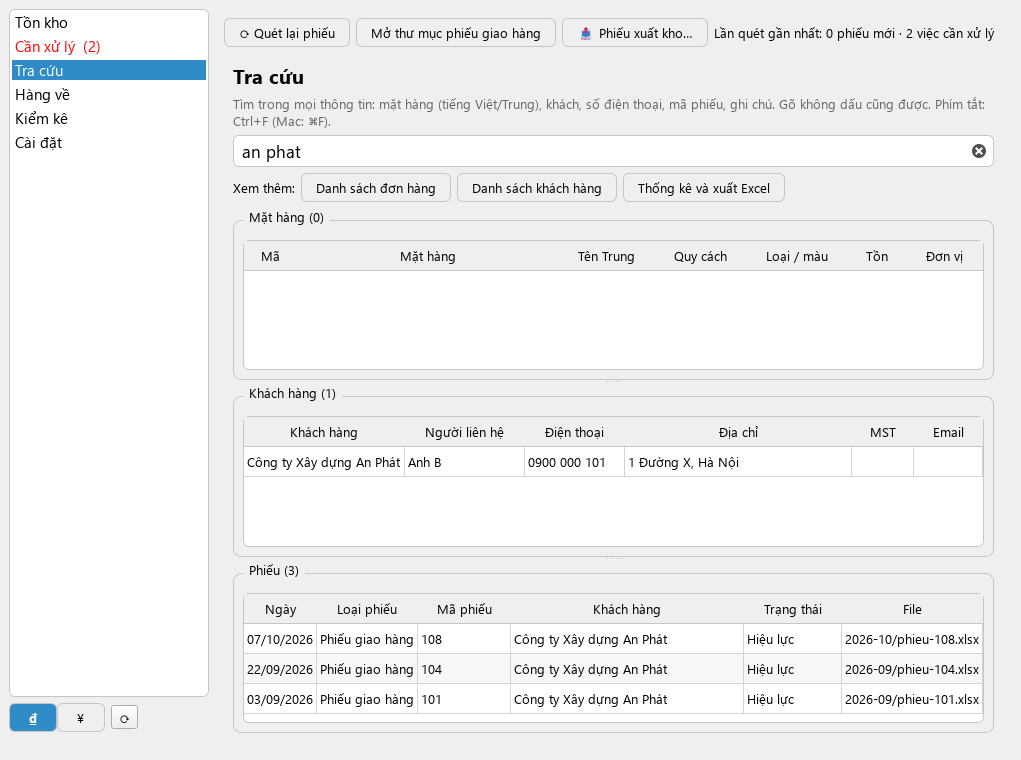 Tồn kho
Cần xử lý (2)
Tra cứu
Hàng về
Kiểm kê
Cài đặt
₫ ¥ ⟳
⟳ Quét lại phiếu
Mở thư mục phiếu giao hàng
📤 Phiếu xuất kho...
Lần quét gần nhất: 0 phiếu mới · 2 việc cần xử lý
Tra cứu
Tìm trong mọi thông tin: mặt hàng (tiếng Việt/Trung), khách, số điện thoại, mã phiếu, ghi chú. Gõ không dấu cũng được. Phím tắt:
Ctrl+F (Mac: ⌘F).
an phat
Xem thêm: Danh sách đơn hàng Danh sách khách hàng Thống kê và xuất Excel
Mặt hàng (0)
Mã Mặt hàng Tên Trung Quy cách Loại / màu Tồn Đơn vị
Khách hàng (1)
Khách hàng Người liên hệ Điện thoại Địa chỉ MST Email
Công ty Xây dựng An Phát Anh B 0900 000 101 1 Đường X, Hà Nội
Phiếu (3)
Ngày Loại phiếu Mã phiếu Khách hàng Trạng thái File
07/10/2026 Phiếu giao hàng 108 Công ty Xây dựng An Phát Hiệu lực 2026-10/phieu-108.xlsx
22/09/2026 Phiếu giao hàng 104 Công ty Xây dựng An Phát Hiệu lực 2026-09/phieu-104.xlsx
03/09/2026 Phiếu giao hàng 101 Công ty Xây dựng An Phát Hiệu lực 2026-09/phieu-101.xlsx